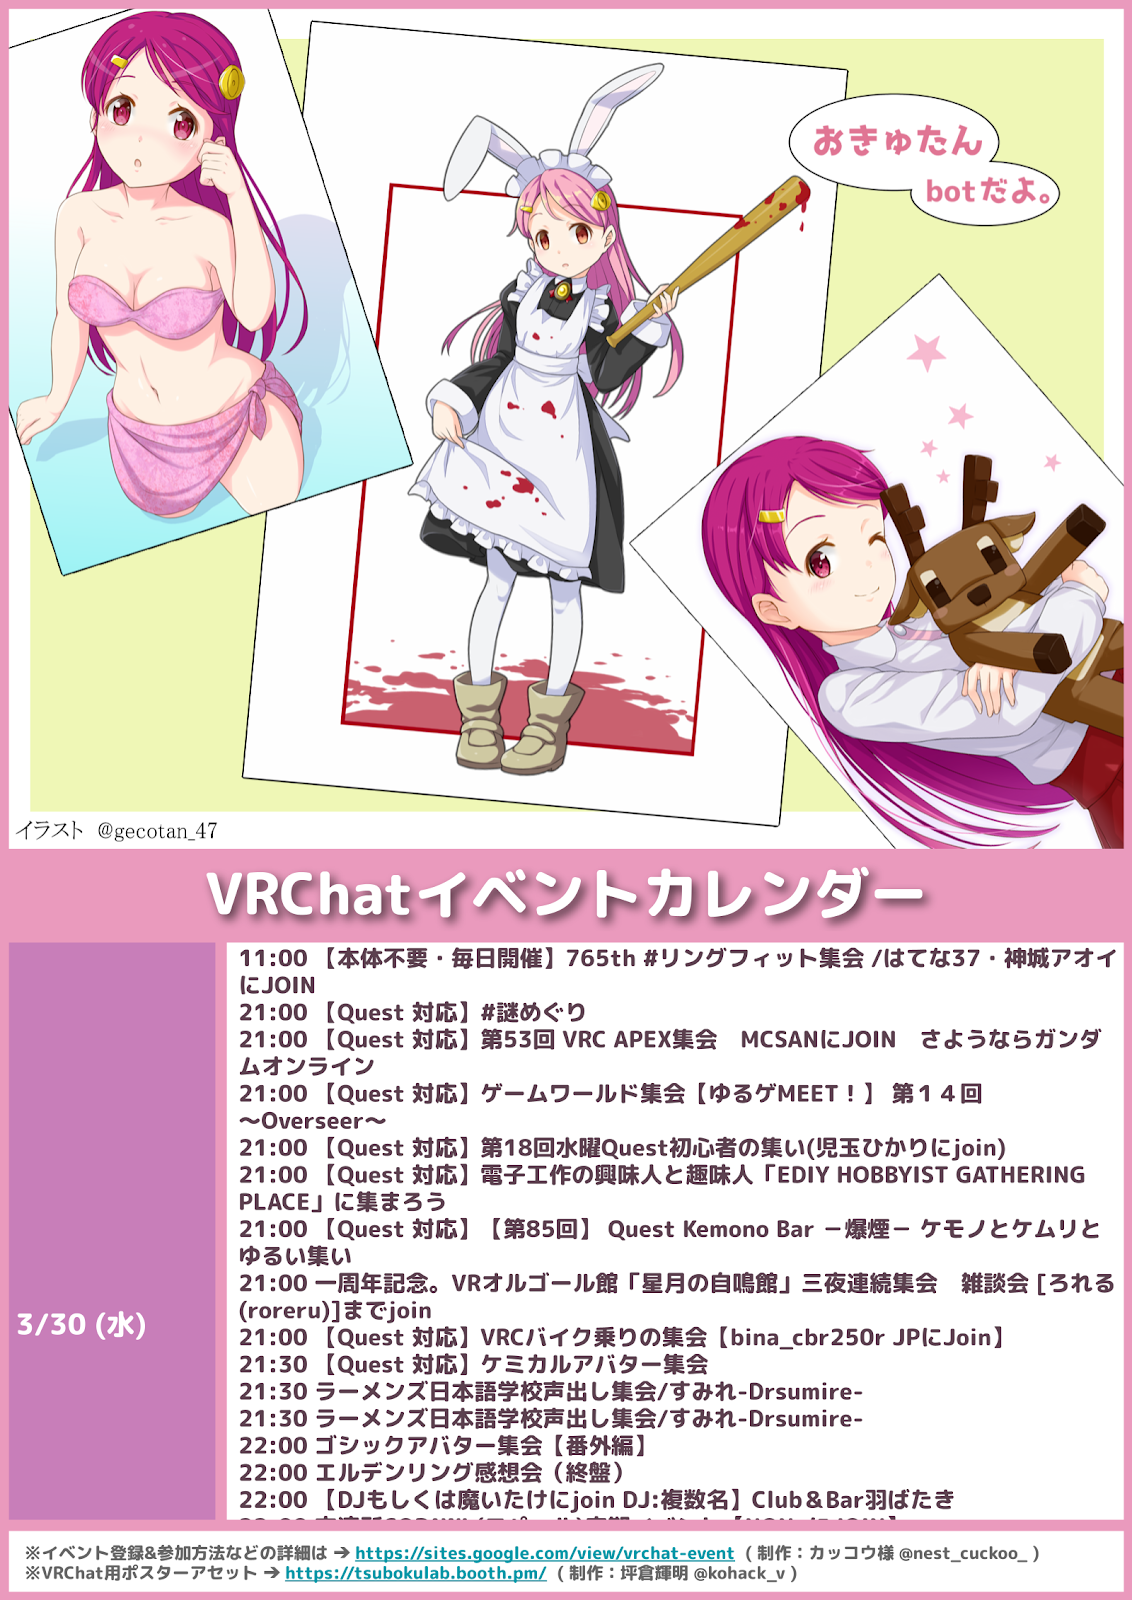 おきゅたん
botだよ。
イラスト @gecotan_47
VRChatイベントカレンダー
3/30 (水)
11:00 【本体不要・毎日開催】765th #リングフィット集会 /はてな37・神城アオイ
にJOIN
21:00 【Quest 対応】#謎めぐり
21:00 【Quest 対応】第53回 VRC APEX集会　MCSANにJOIN　さようならガンダ
ムオンライン
21:00 【Quest 対応】ゲームワールド集会【ゆるゲMEET！】 第１４回
～Overseer～
21:00 【Quest 対応】第18回水曜Quest初心者の集い(児玉ひかりにjoin)
21:00 【Quest 対応】電子工作の興味人と趣味人「EDIY HOBBYIST GATHERING
PLACE」に集まろう
21:00 【Quest 対応】【第85回】 Quest Kemono Bar －爆煙－ ケモノとケムリと
ゆるい集い
21:00 一周年記念。VRオルゴール館「星月の自鳴館」三夜連続集会　雑談会 [ろれる
(roreru)]までjoin
21:00 【Quest 対応】VRCバイク乗りの集会【bina_cbr250r JPにJoin】
21:30 【Quest 対応】ケミカルアバター集会
21:30 ラーメンズ日本語学校声出し集会/すみれ-Drsumire-
21:30 ラーメンズ日本語学校声出し集会/すみれ-Drsumire-
22:00 ゴシックアバター集会【番外編】
22:00 エルデンリング感想会（終盤）
22:00 【DJもしくは魔いたけにjoin DJ:複数名】Club＆Bar羽ばたき
※イベント登録&参加方法などの詳細は → https://sites.google.com/view/vrchat-event （制作：カッコウ様 @nest_cuckoo_ ）
※VRChat用ポスターアセット → https://tsubokulab.booth.pm/ （制作：坪倉輝明 @kohack_v ）